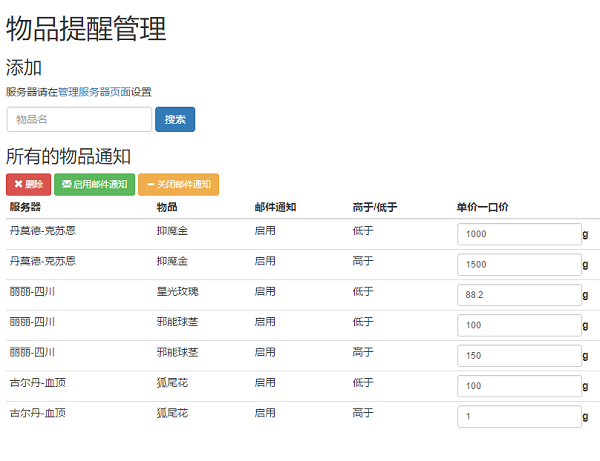 物品提醒管理
添加
服务器请在管理服务器页面设置
物品名 搜索
所有的物品通知
删除 启用邮件通知 关闭邮件通知
服务器 物品 邮件通知 高于/低于 单价一口价
丹莫德-克苏恩 抑魔金 启用 低于 1000 g
丹莫德-克苏恩 抑魔金 启用 高于 1500 g
丽丽-四川 星光玫瑰 启用 低于 88.2 g
丽丽-四川 邪能球茎 启用 低于 100 g
丽丽-四川 邪能球茎 启用 高于 150 g
古尔丹-血顶 狐尾花 启用 低于 100 g
古尔丹-血顶 狐尾花 启用 高于 1 g